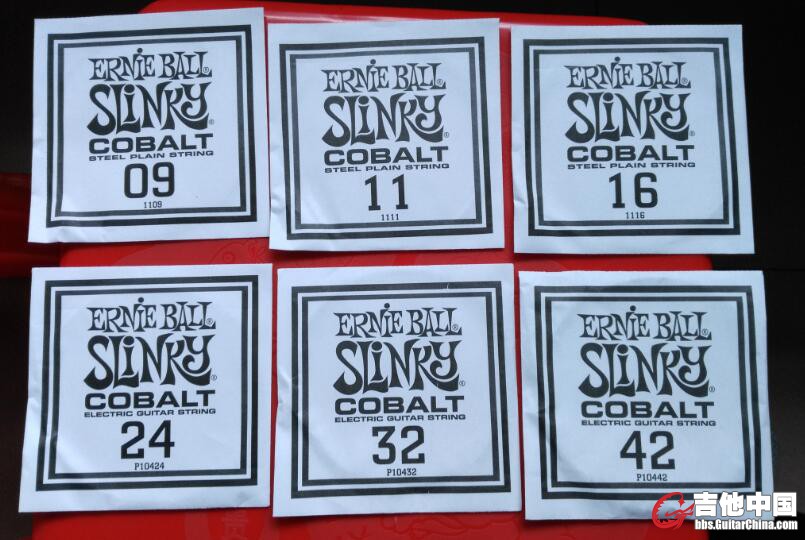 ERNIE BALL®
SLINKY®
COBALT
STEEL PLAIN STRING
09
1109
ERNIE BALL®
SLINKY®
COBALT
STEEL PLAIN STRING
11
1111
ERNIE BALL®
SLINKY®
COBALT
STEEL PLAIN STRING
16
1116
ERNIE BALL®
SLINKY®
COBALT
ELECTRIC GUITAR STRING
24
P10424
ERNIE BALL®
SLINKY®
COBALT
ELECTRIC GUITAR STRING
32
P10432
ERNIE BALL®
SLINKY®
COBALT
ELECTRIC GUITAR STRING
42
P10442
吉他中国
bbs.GuitarChina.com